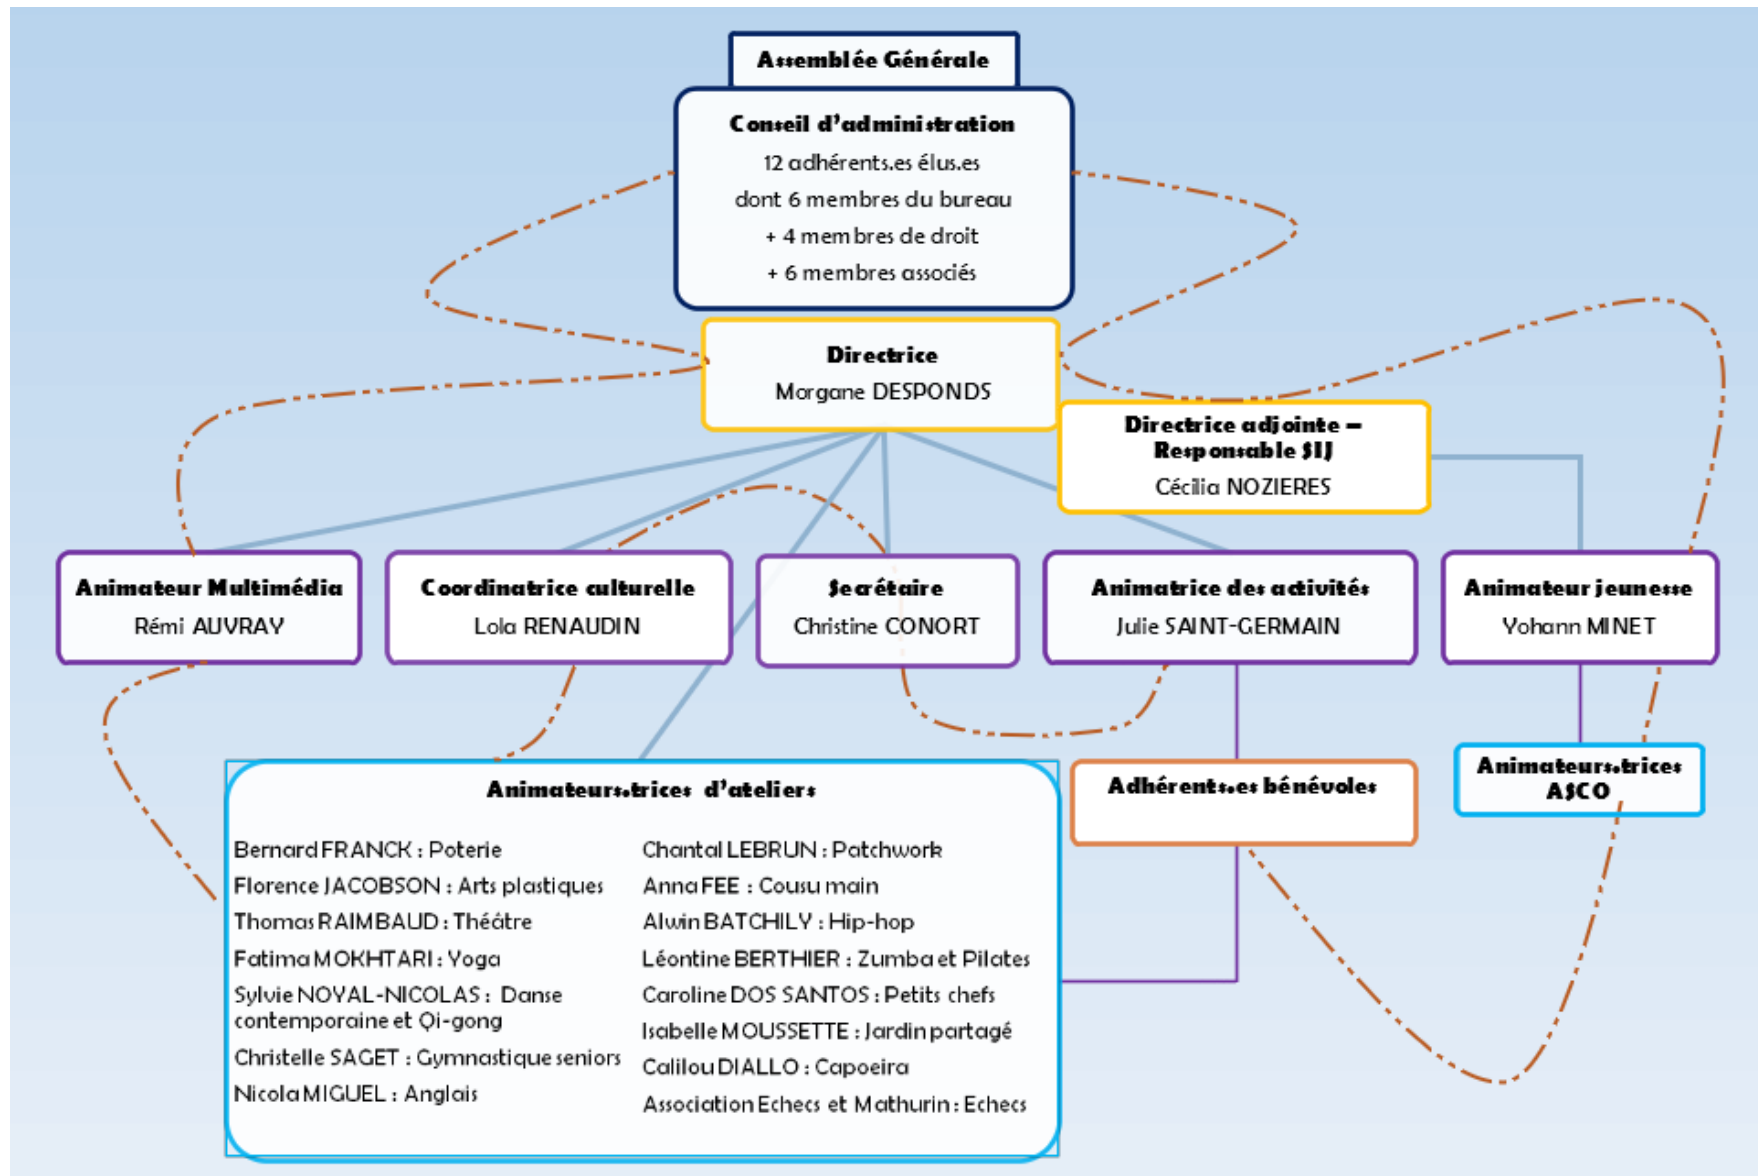 Assemblée Générale
Conseil d'administration
12 adhérents.es élus.es
dont 6 membres du bureau
+ 4 membres de droit
+ 6 membres associés
Directrice
Morgane DESPONDS
Directrice adjointe –
Responsable SIJ
Cécilia NOZIERES
Animateur Multimédia
Rémi AUVRAY
Coordinatrice culturelle
Lola RENAUDIN
Secrétaire
Christine CONORT
Animatrice des activités
Julie SAINT-GERMAIN
Animateur jeunesse
Yohann MINET
Animateurs.trices d'ateliers
Bernard FRANCK : Poterie
Florence JACOBSON : Arts plastiques
Thomas RAIMBAUD : Théâtre
Fatima MOKHTARI : Yoga
Sylvie NOYAL-NICOLAS : Danse
contemporaine et Qi-gong
Christelle SAGET : Gymnastique seniors
Nicola MIGUEL : Anglais
Chantal LEBRUN : Patchwork
Anna FEE : Cousu main
Alwin BATCHILY : Hip-hop
Léontine BERTHIER : Zumba et Pilates
Caroline DOS SANTOS : Petits chefs
Isabelle MOUSSETTE : Jardin partagé
Calilou DIALLO : Capoeira
Association Echecs et Mathurin : Echecs
Adhérents.es bénévoles
Animateurs.trices
ASCO